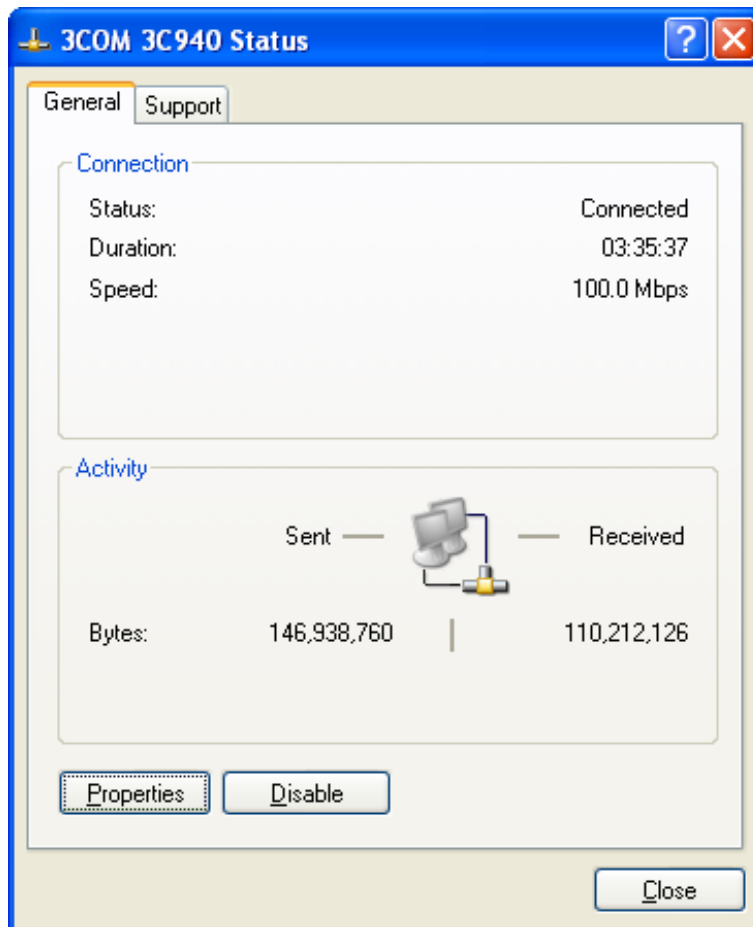 3COM 3C940 Status
General Support
Connection
Status: Connected
Duration: 03:35:37
Speed: 100.0 Mbps
Activity
Sent Received
Bytes: 146,938,760 110,212,126
Properties Disable
Close